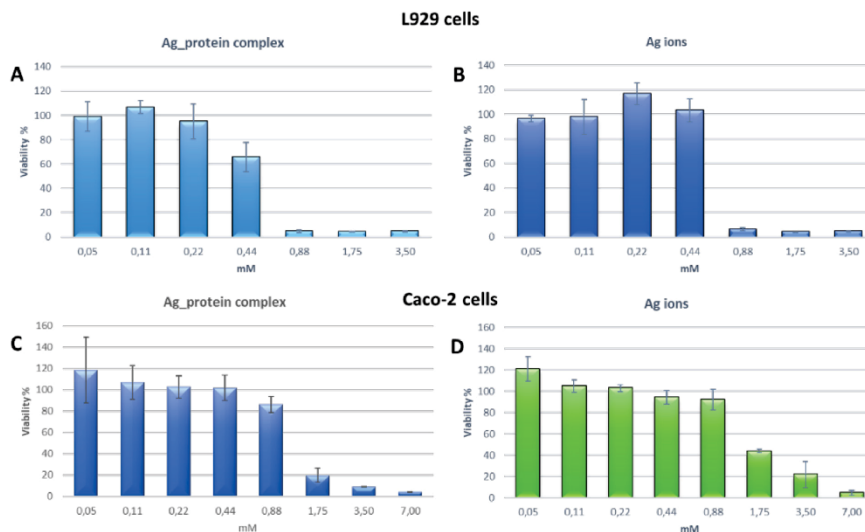 L929 cells
Ag_protein complex
A
140
120
100
80
60
40
20
0
Viability %
0,05 0,11 0,22 0,44 0,88 1,75 3,50
mM
Ag ions
B
140
120
100
80
60
40
20
0
Viability %
0,05 0,11 0,22 0,44 0,88 1,75 3,50
mM
Caco-2 cells
Ag_protein complex
C
160
140
120
100
80
60
40
20
0
Viability %
0,05 0,11 0,22 0,44 0,88 1,75 3,50 7,00
mM
Ag ions
D
160
140
120
100
80
60
40
20
0
Viability %
0,05 0,11 0,22 0,44 0,88 1,75 3,50 7,00
mM